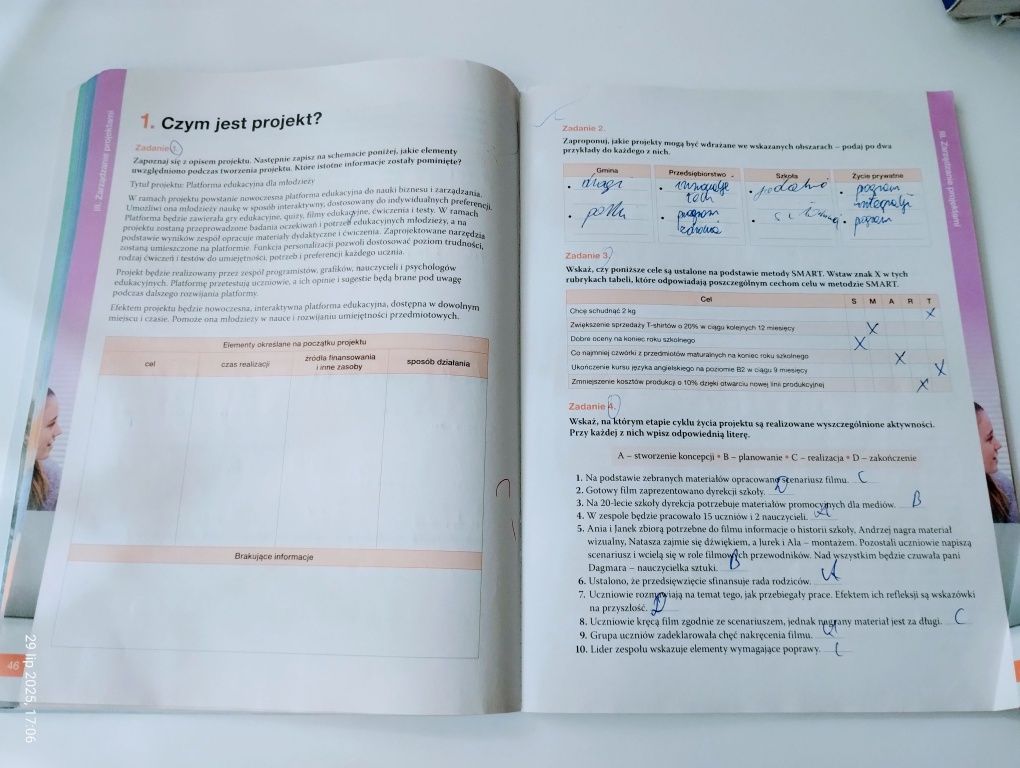 III. Zarządzanie projektami
1. Czym jest projekt?
Zadanie 1.
Zapoznaj się z opisem projektu. Następnie zapisz na schemacie poniżej, jakie elementy
uwzględniono podczas tworzenia projektu. Które istotne informacje zostały pominięte?
Tytuł projektu: Platforma edukacyjna dla młodzieży
W ramach projektu powstanie nowoczesna platforma edukacyjna do nauki biznesu i zarządzania.
Umożliwi ona młodzieży naukę w sposób interaktywny, dostosowany do indywidualnych preferencji.
Platforma będzie zawierała gry edukacyjne, quizy, filmy edukacyjne, ćwiczenia i testy. W ramach
projektu zostaną przeprowadzone badania oczekiwań i potrzeb edukacyjnych młodzieży, a na
podstawie wyników zespół opracuje materiały dydaktyczne i ćwiczenia. Zaprojektowane narzędzia
zostaną umieszczone na platformie. Funkcja personalizacji pozwoli dostosować poziom trudności,
rodzaj ćwiczeń i testów do umiejętności, potrzeb i preferencji każdego ucznia.
Projekt będzie realizowany przez zespół programistów, grafików, nauczycieli i psychologów
edukacyjnych. Platformę przetestują uczniowie, a ich opinie i sugestie będą brane pod uwagę
podczas dalszego rozwijania platformy.
Efektem projektu będzie nowoczesna, interaktywna platforma edukacyjna, dostępna w dowolnym
miejscu i czasie. Pomoże ona młodzieży w nauce i rozwijaniu umiejętności przedmiotowych.
Elementy określane na początku projektu
cel czas realizacji źródła finansowania
i inne zasoby sposób działania
Brakujące informacje
46
29 lip 2025, 17:06
Zadanie 2.
Zaproponuj, jakie projekty mogą być wdrażane we wskazanych obszarach – podaj po dwa
przykłady do każdego z nich.
Gmina Przedsiębiorstwo Szkoła Życie prywatne
program
program
Zadanie 3.
Wskaż, czy poniższe cele są ustalone na podstawie metody SMART. Wstaw znak X w tych
rubrykach tabeli, które odpowiadają poszczególnym cechom celu w metodzie SMART.
Cel S M A R T
Chcę schudnąć 2 kg X
Zwiększenie sprzedaży T-shirtów o 20% w ciągu kolejnych 12 miesięcy X
Dobre oceny na koniec roku szkolnego X
Co najmniej czwórki z przedmiotów maturalnych na koniec roku szkolnego X
Ukończenie kursu języka angielskiego na poziomie B2 w ciągu 9 miesięcy X
Zmniejszenie kosztów produkcji o 10% dzięki otwarciu nowej linii produkcyjnej X
Zadanie 4.
Wskaż, na którym etapie cyklu życia projektu są realizowane wyszczególnione aktywności.
Przy każdej z nich wpisz odpowiednią literę.
A – stworzenie koncepcji • B – planowanie • C – realizacja • D – zakończenie
1. Na podstawie zebranych materiałów opracowano scenariusz filmu. C
2. Gotowy film zaprezentowano dyrekcji szkoły. D
3. Na 20-lecie szkoły dyrekcja potrzebuje materiałów promocyjnych dla mediów. B
4. W zespole będzie pracowało 15 uczniów i 2 nauczycieli. A
5. Ania i Janek zbiorą potrzebne do filmu informacje o historii szkoły, Andrzej nagra materiał
wizualny, Natasza zajmie się dźwiękiem, a Jurek i Ala – montażem. Pozostali uczniowie napiszą
scenariusz i wcielą się w role filmowych przewodników. Nad wszystkim będzie czuwała pani
Dagmara – nauczycielka sztuki. B
6. Ustalono, że przedsięwzięcie sfinansuje rada rodziców. A
7. Uczniowie rozmawiają na temat tego, jak przebiegały prace. Efektem ich refleksji są wskazówki
na przyszłość. D
8. Uczniowie kręcą film zgodnie ze scenariuszem, jednak nagrany materiał jest za długi. C
9. Grupa uczniów zadeklarowała chęć nakręcenia filmu.
10. Lider zespołu wskazuje elementy wymagające poprawy. C
III. Zarządzanie projektami